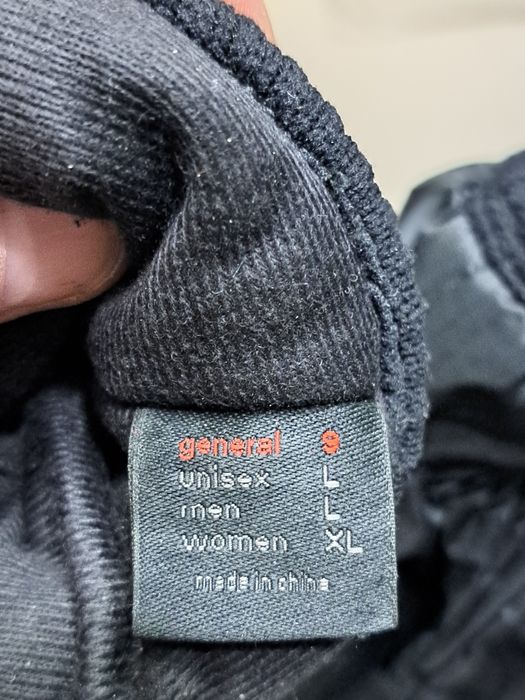 general 9
unisex L
men L
women XL
made in china